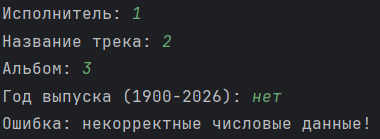 Исполнитель: 1
Название трека: 2
Альбом: 3
Год выпуска (1900-2026): нет
Ошибка: некорректные числовые данные!